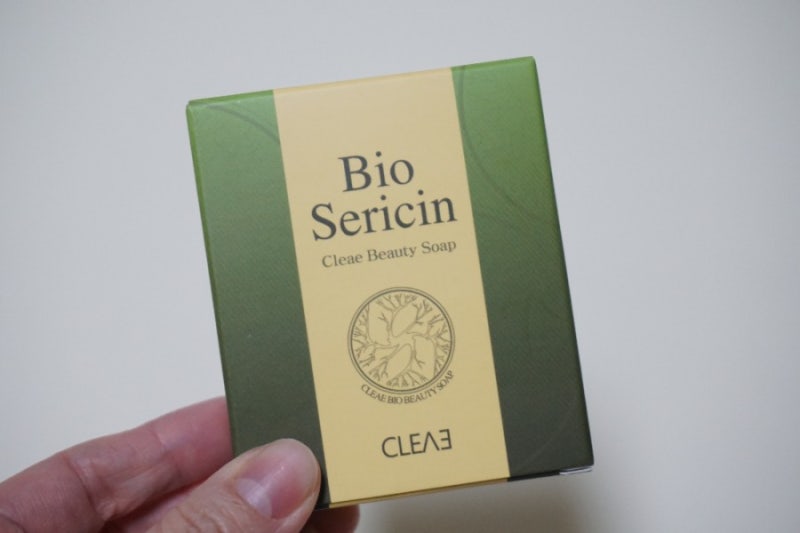 Bio
Sericin
Cleae Beauty Soap
CLEAE BIO BEAUTY SOAP
CLEAE